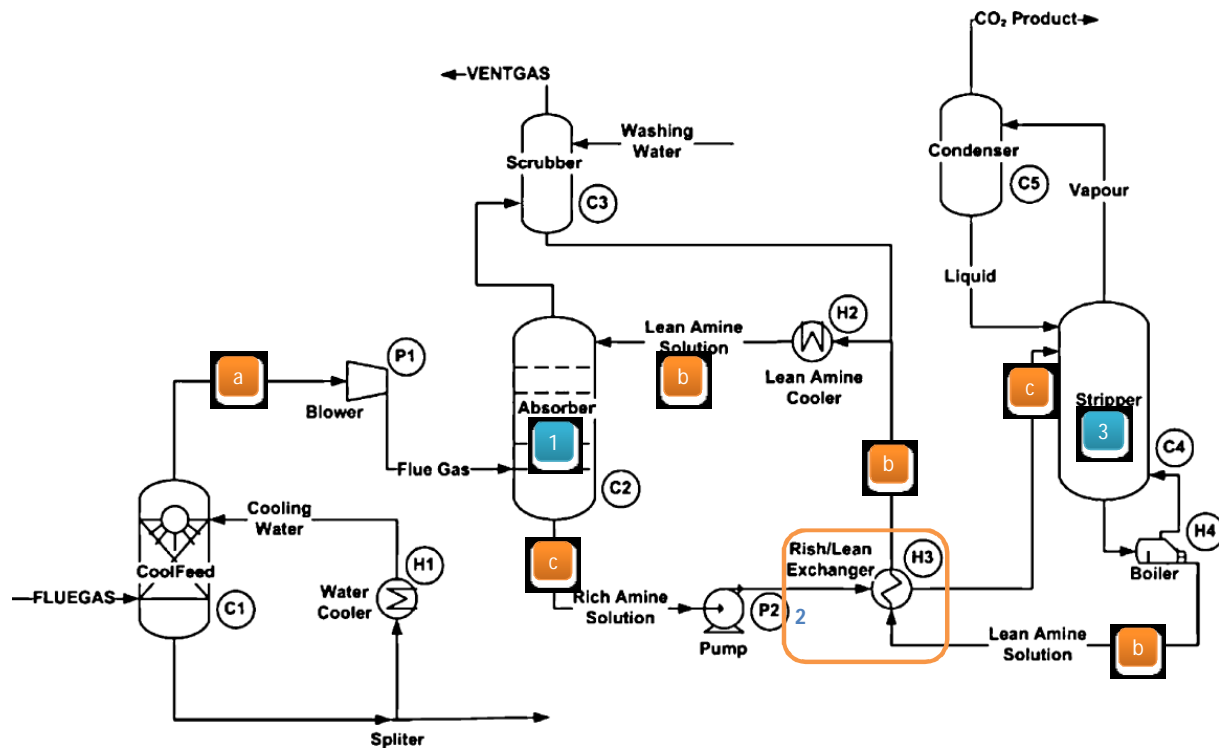 CO₂ Product
VENTGAS
Washing
Water
Scrubber
C3
Condenser
C5
Vapour
Liquid
H2
Lean Amine
Solution
b
Lean Amine
Cooler
P1
a
Blower
Absorber
1
Flue Gas
C2
c
Stripper
3
C4
b
Cooling
Water
CoolFeed
H1
Water
Cooler
FLUEGAS
C1
c
Rich Amine
Solution
P2
Pump
2
Rish/Lean
Exchanger
H3
H4
Boiler
Lean Amine
Solution
b
Spliter